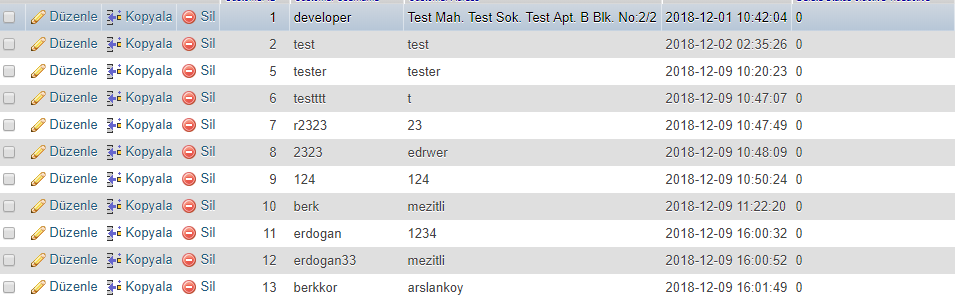 Düzenle Kopyala Sil 1 developer Test Mah. Test Sok. Test Apt. B Blk. No:2/2 2018-12-01 10:42:04 0
Düzenle Kopyala Sil 2 test test 2018-12-02 02:35:26 0
Düzenle Kopyala Sil 5 tester tester 2018-12-09 10:20:23 0
Düzenle Kopyala Sil 6 testttt t 2018-12-09 10:47:07 0
Düzenle Kopyala Sil 7 r2323 23 2018-12-09 10:47:49 0
Düzenle Kopyala Sil 8 2323 edrwer 2018-12-09 10:48:09 0
Düzenle Kopyala Sil 9 124 124 2018-12-09 10:50:24 0
Düzenle Kopyala Sil 10 berk mezitli 2018-12-09 11:22:20 0
Düzenle Kopyala Sil 11 erdogan 1234 2018-12-09 16:00:32 0
Düzenle Kopyala Sil 12 erdogan33 mezitli 2018-12-09 16:00:52 0
Düzenle Kopyala Sil 13 berkkor arslankoy 2018-12-09 16:01:49 0